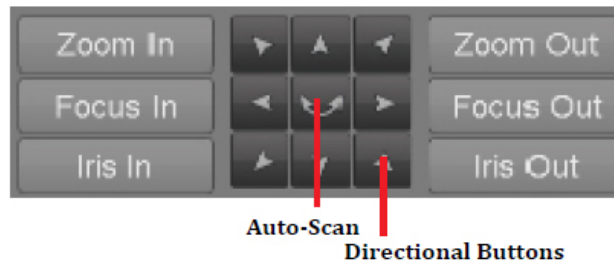 Zoom In
Zoom Out
Focus In
Focus Out
Iris In
Iris Out
Auto-Scan
Directional Buttons